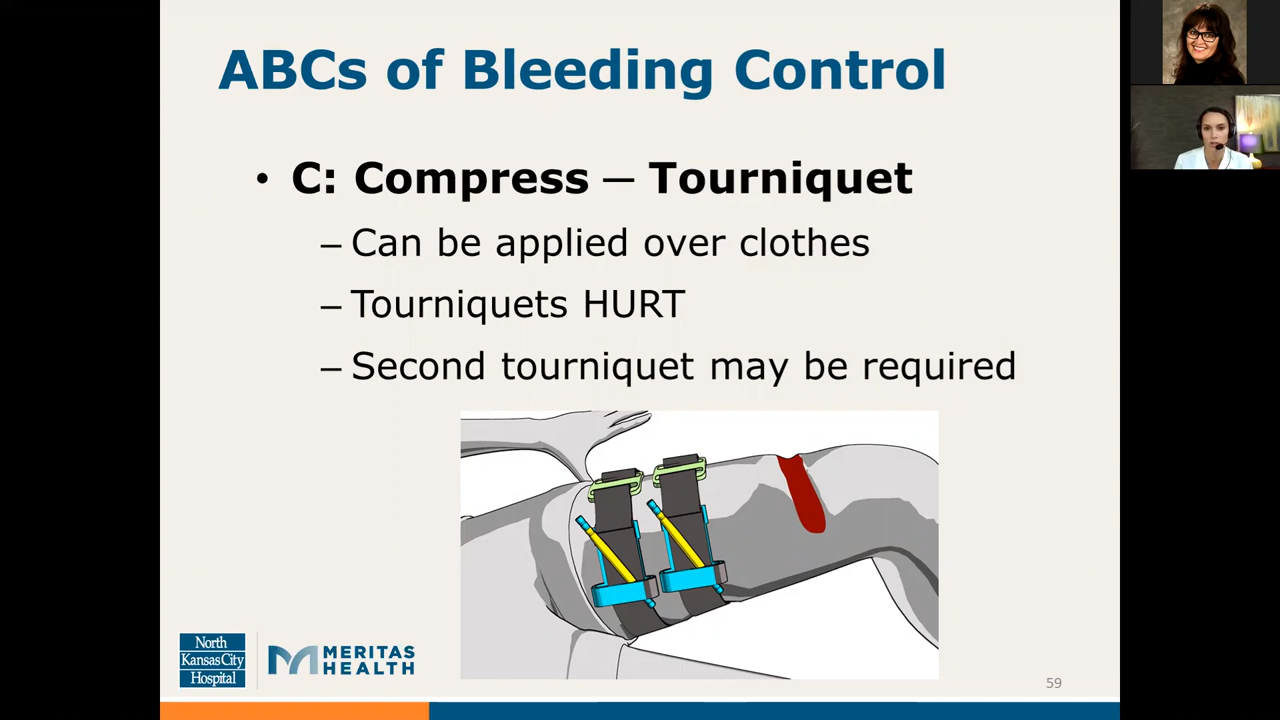 ABCs of Bleeding Control
• C: Compress — Tourniquet
– Can be applied over clothes
– Tourniquets HURT
– Second tourniquet may be required
North
Kansas City
Hospital
MERITAS
HEALTH
59